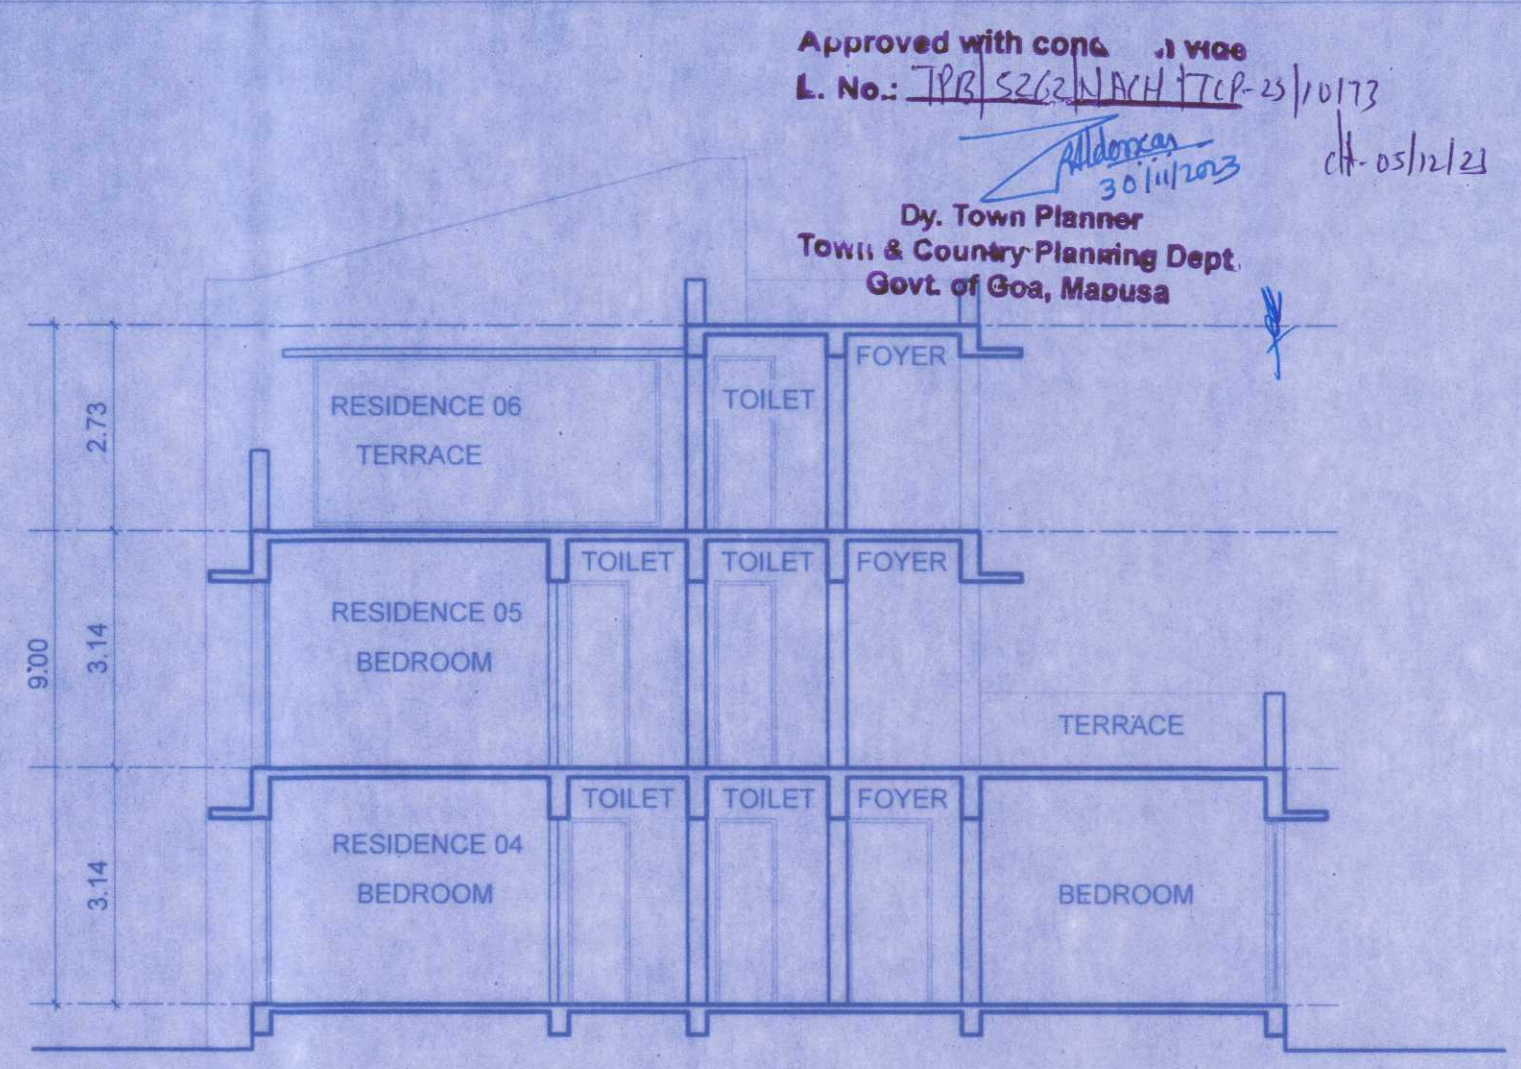 Approved with
L. No.: TPB/5262/NACH/TCP-23/10173
dt- 05/12/23
30/11/2023
Dy. Town Planner
Town & Country Planning Dept.
Govt. of Goa, Mapusa
FOYER
TOILET
RESIDENCE 06
TERRACE
2.73
TOILET TOILET FOYER
RESIDENCE 05
BEDROOM
3.14
9.00
TERRACE
TOILET TOILET FOYER
RESIDENCE 04
BEDROOM
BEDROOM
3.14